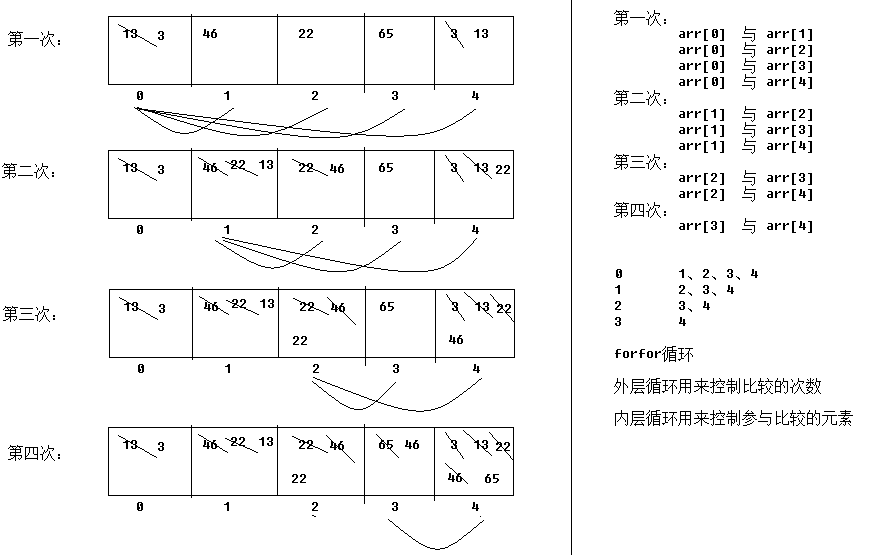 第一次:
13 3 46 22 65 3 13
0 1 2 3 4
第二次:
13 3 46 22 13 22 46 65 3 13 22
0 1 2 3 4
第三次:
13 3 46 22 13 22 46 65 3 13 22
22 46
0 1 2 3 4
第四次:
13 3 46 22 13 22 46 65 46 3 13 22
22 46 65
0 1 2 3 4
第一次:
arr[0] 与 arr[1]
arr[0] 与 arr[2]
arr[0] 与 arr[3]
arr[0] 与 arr[4]
第二次:
arr[1] 与 arr[2]
arr[1] 与 arr[3]
arr[1] 与 arr[4]
第三次:
arr[2] 与 arr[3]
arr[2] 与 arr[4]
第四次:
arr[3] 与 arr[4]
0 1、2、3、4
1 2、3、4
2 3、4
3 4
forfor循环
外层循环用来控制比较的次数
内层循环用来控制参与比较的元素